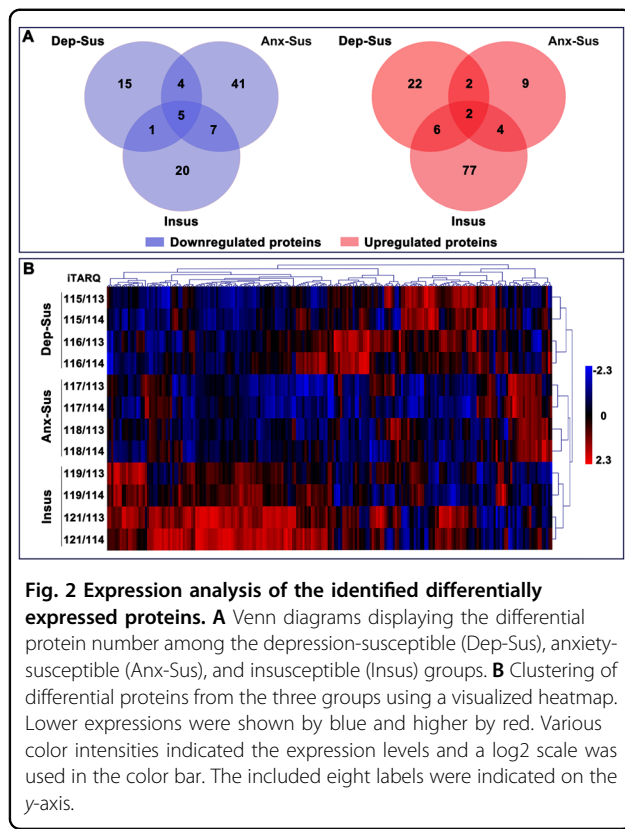 A
Dep-Sus
Anx-Sus
15
4
41
5
1
7
20
Insus
Dep-Sus
Anx-Sus
22
2
9
2
6
4
77
Insus
Downregulated proteins
Upregulated proteins
B
iTARQ
Dep-Sus
115/113
115/114
116/113
116/114
Anx-Sus
117/113
117/114
118/113
118/114
Insus
119/113
119/114
121/113
121/114
-2.3
0
2.3
Fig. 2 Expression analysis of the identified differentially
expressed proteins. A Venn diagrams displaying the differential
protein number among the depression-susceptible (Dep-Sus), anxiety-
susceptible (Anx-Sus), and insusceptible (Insus) groups. B Clustering of
differential proteins from the three groups using a visualized heatmap.
Lower expressions were shown by blue and higher by red. Various
color intensities indicated the expression levels and a log2 scale was
used in the color bar. The included eight labels were indicated on the
y-axis.